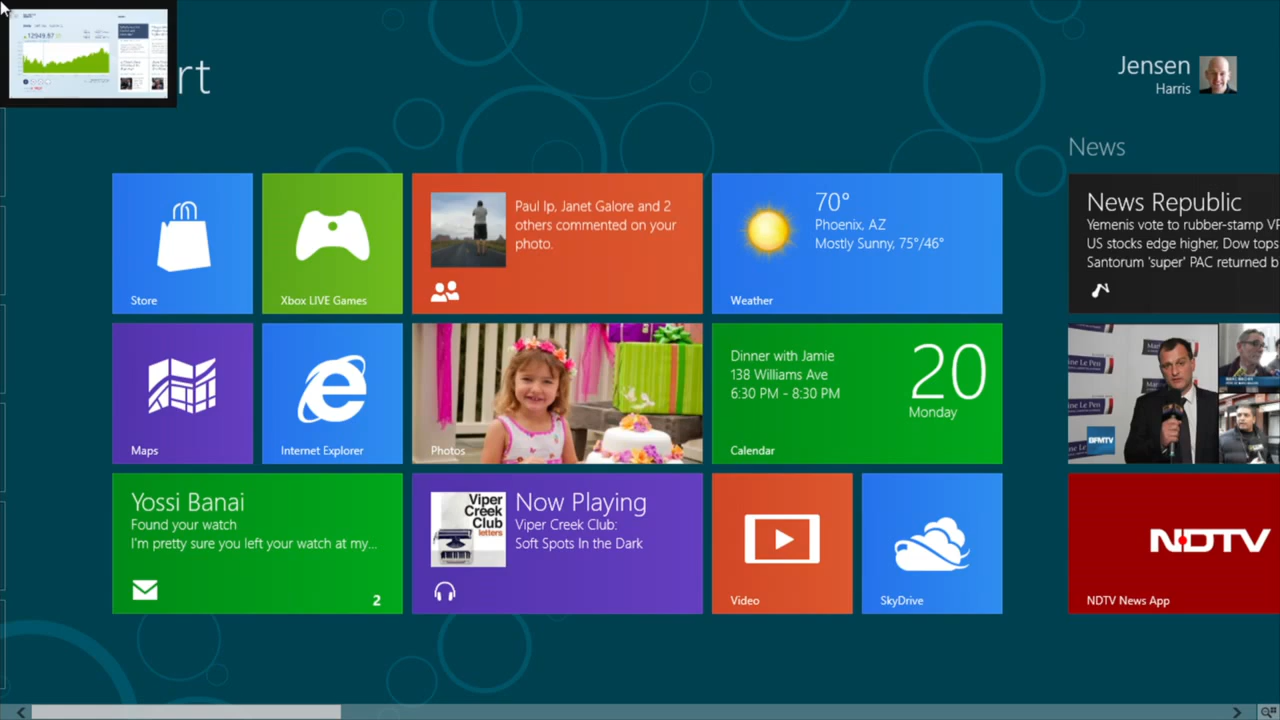 12949.87
rt
Jensen
Harris
News
Store
Xbox LIVE Games
Paul Ip, Janet Galore and 2
others commented on your
photo.
70°
Phoenix, AZ
Mostly Sunny, 75°/46°
Weather
News Republic
Yemenis vote to rubber-stamp VP
US stocks edge higher, Dow tops
Santorum 'super' PAC returned b
Maps
Internet Explorer
Photos
Dinner with Jamie
138 Williams Ave
6:30 PM - 8:30 PM
20
Monday
Calendar
BFMTV
Yossi Banai
Found your watch
I'm pretty sure you left your watch at my...
2
Viper
Creek
Club
letters
Now Playing
Viper Creek Club:
Soft Spots In the Dark
Video
SkyDrive
NDTV
NDTV News App